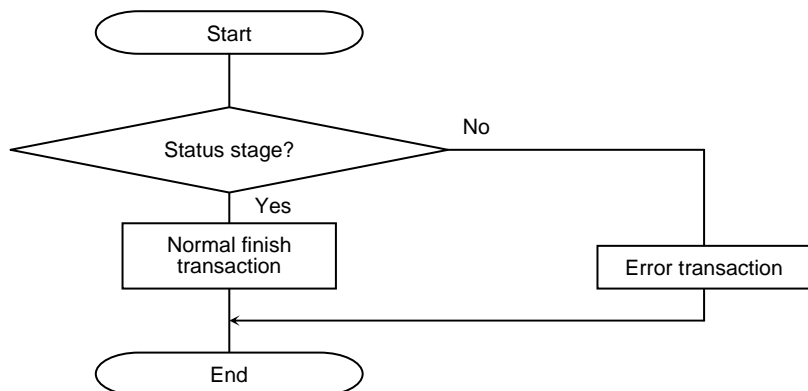 Start
No
Status stage?
Yes
Normal finish
transaction
Error transaction
End